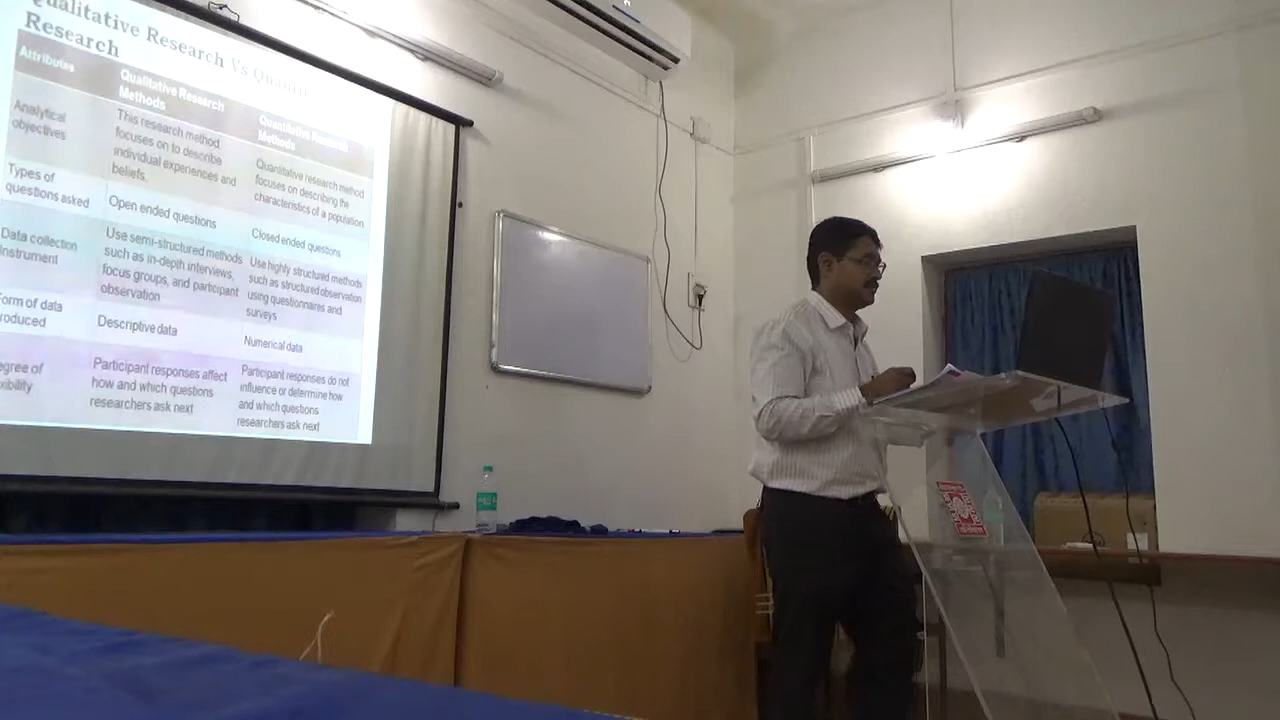 Qualitative Research Vs
Research
Attributes
Qualitative Research
Methods
Quantitative Research
Methods
Analytical
objectives
This research method
focuses on to describe
individual experiences and
beliefs.
Quantitative research method
focuses on describing the
characteristics of a population
Types of
questions asked
Open ended questions
Closed ended questions
Data collection
Instrument
Use semi-structured methods
such as in-depth interviews,
focus groups, and participant
observation
Use highly structured methods
such as structured observation
using questionnaires and
surveys
Form of data
roduced
Descriptive data
Numerical data
egree of
xibility
Participant responses affect
how and which questions
researchers ask next
Participant responses do not
influence or determine how
and which questions
researchers ask next